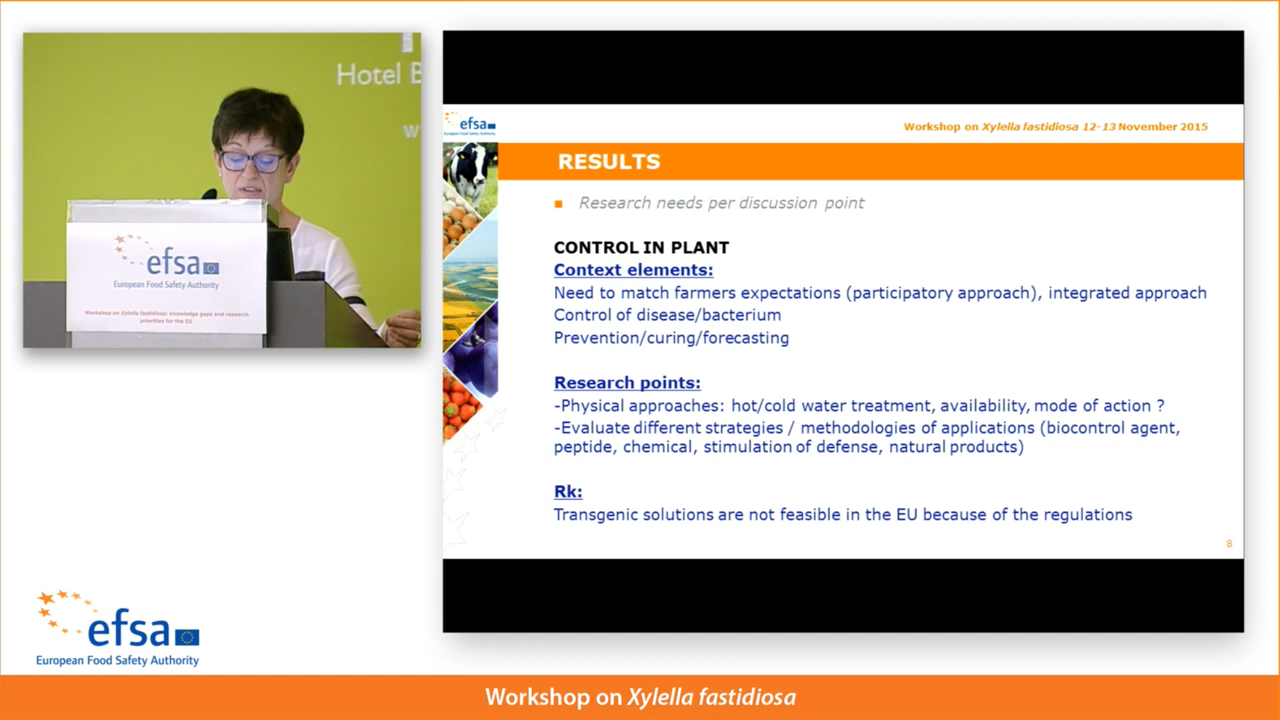 Hotel B
w
efsa
European Food Safety Authority
Workshop on Xylella fastidiosa: knowledge gaps and research
priorities for the EU
efsa
European Food Safety Authority
Workshop on Xylella fastidiosa 12-13 November 2015
RESULTS
Research needs per discussion point
CONTROL IN PLANT
Context elements:
Need to match farmers expectations (participatory approach), integrated approach
Control of disease/bacterium
Prevention/curing/forecasting
Research points:
-Physical approaches: hot/cold water treatment, availability, mode of action ?
-Evaluate different strategies / methodologies of applications (biocontrol agent,
peptide, chemical, stimulation of defense, natural products)
Rk:
Transgenic solutions are not feasible in the EU because of the regulations
8
efsa
European Food Safety Authority
Workshop on Xylella fastidiosa